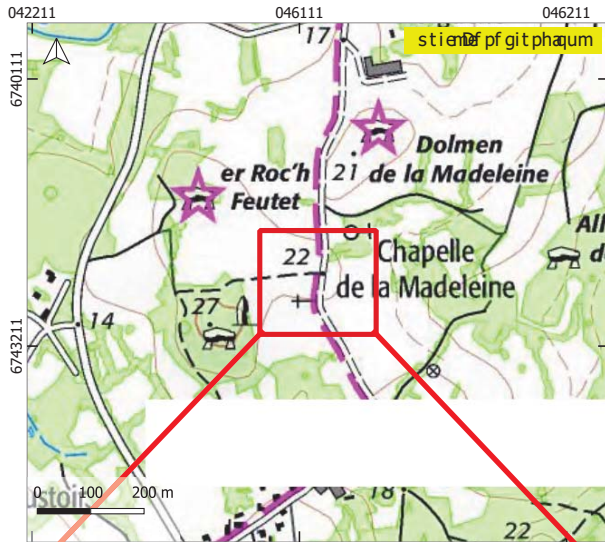 042211 046111 046211
17
6740111
er Roc'h
Feutet
21
Dolmen
de la Madeleine
22
Chapelle
de la Madeleine
27
14
6743211
0 100 200 m
18
22